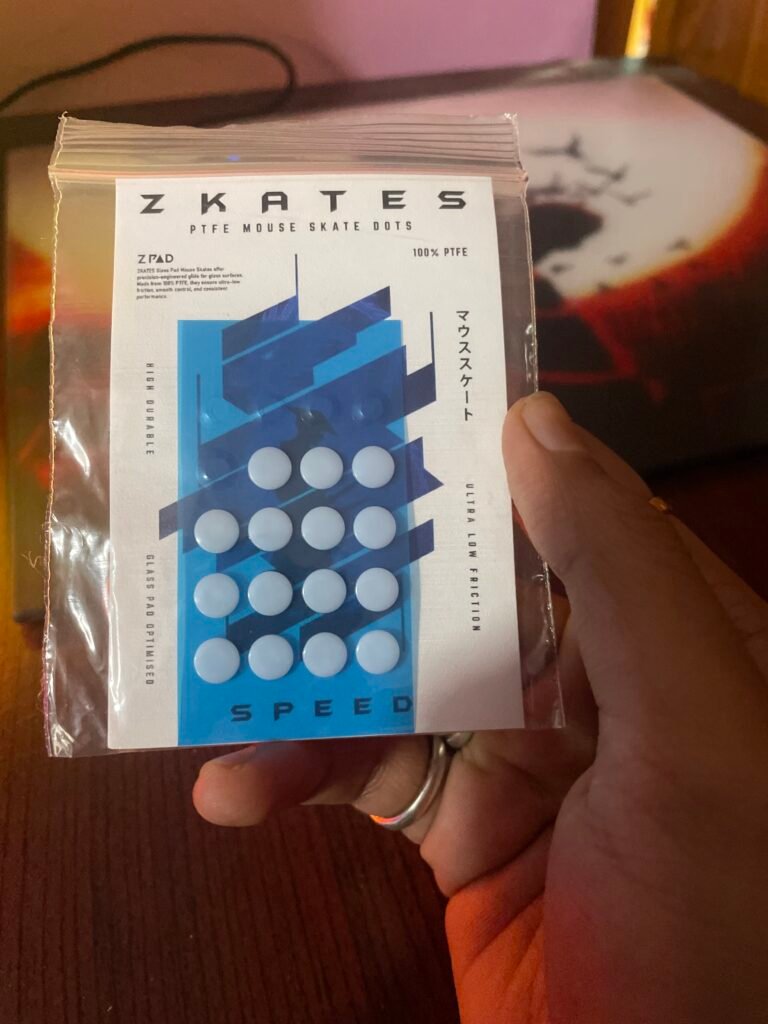 ZKATES
PTFE MOUSE SKATE DOTS
ZPAD
100% PTFE
ZKATES Glass Pad Mouse Skates offer
precision-engineered glide for glass surfaces.
Made from 100% PTFE, they ensure ultra-low
friction, smooth control, and consistent
performance.
マウススケート
HIGH DURABLE
ULTRA LOW FRICTION
GLASS PAD OPTIMISED
SPEED